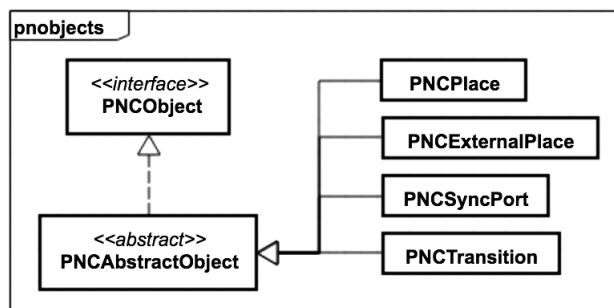 pnobjects
<<interface>>
PNCObject
<<abstract>>
PNCAbstractObject
PNCPlace
PNCExternalPlace
PNCSyncPort
PNCTransition